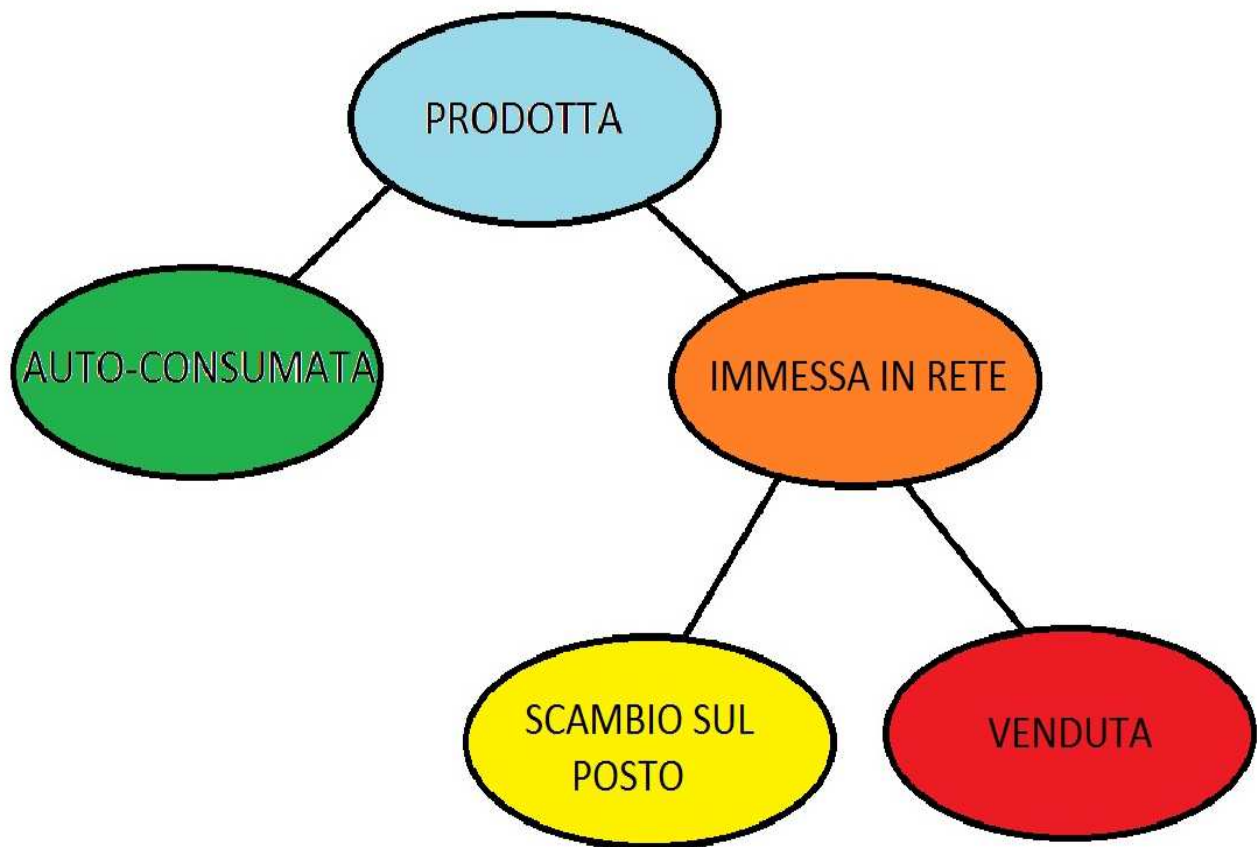 PRODOTTA
AUTO-CONSUMATA
IMMESSA IN RETE
SCAMBIO SUL
POSTO
VENDUTA